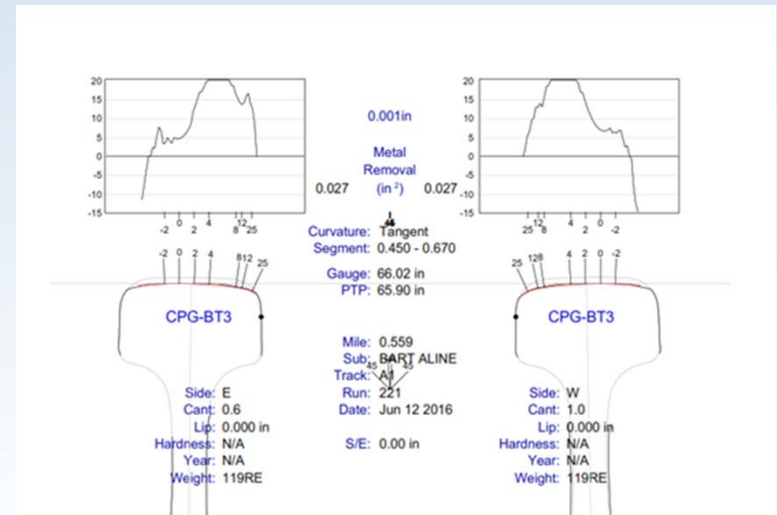 20
15
10
5
0
-5
-10
-15
-2 0 2 4 8 12 25
0.001in
Metal
Removal
(in²)
0.027 0.027
20
15
10
5
0
-5
-10
-15
25 12 8 4 2 0 -2
Curvature: Tangent
Segment: 0.450 - 0.670
Gauge: 66.02 in
PTP: 65.90 in
-2 0 2 4 8 12 25
25 12 8 4 2 0 -2
CPG-BT3
CPG-BT3
Mile: 0.559
Sub: BART ALINE
45 45
Track: A1
Run: 221
Date: Jun 12 2016
S/E: 0.00 in
Side: E
Cant: 0.6
Lip: 0.000 in
Hardness: N/A
Year: N/A
Weight: 119RE
Side: W
Cant: 1.0
Lip: 0.000 in
Hardness: N/A
Year: N/A
Weight: 119RE